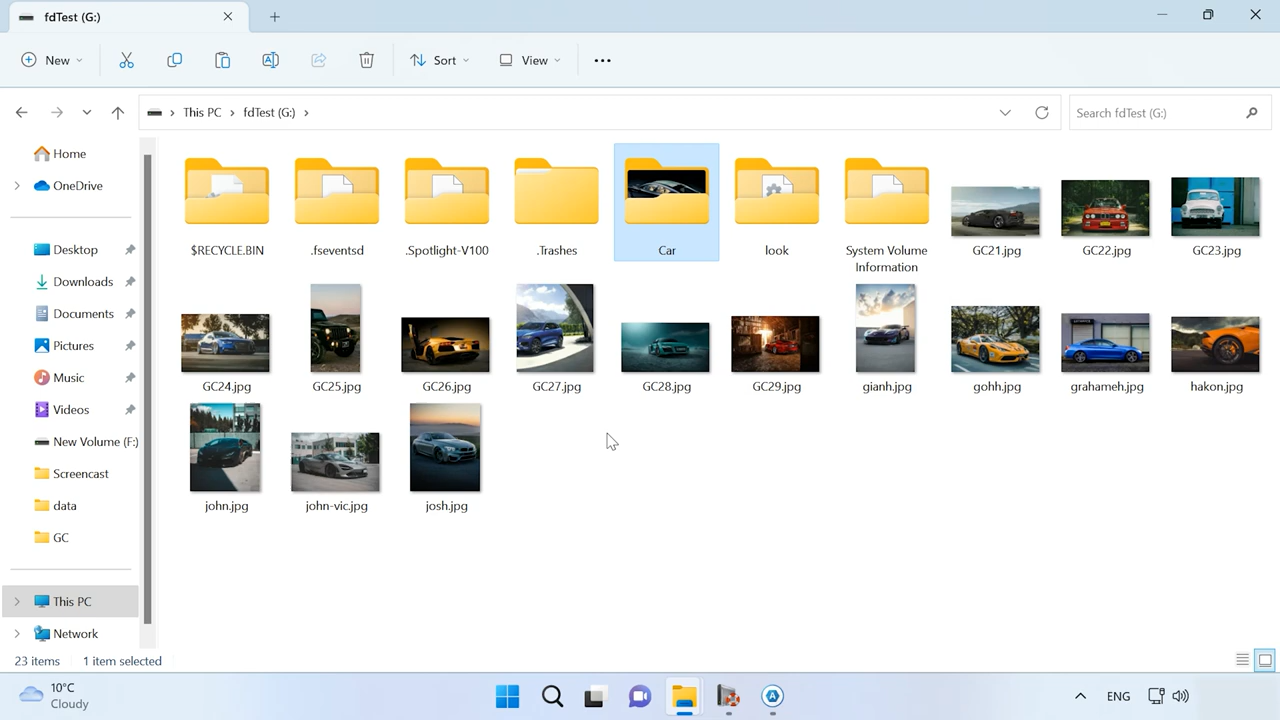 fdTest (G:)
New
Sort
View
This PC
fdTest (G:)
Search fdTest (G:)
Home
OneDrive
Desktop
Downloads
Documents
Pictures
Music
Videos
New Volume (F:)
Screencast
data
GC
This PC
Network
$RECYCLE.BIN
.fseventsd
.Spotlight-V100
.Trashes
Car
look
System Volume
Information
GC21.jpg
GC22.jpg
GC23.jpg
GC24.jpg
GC25.jpg
GC26.jpg
GC27.jpg
GC28.jpg
GC29.jpg
gianh.jpg
gohh.jpg
grahameh.jpg
hakon.jpg
john.jpg
john-vic.jpg
josh.jpg
23 items
1 item selected
10°C
Cloudy
ENG